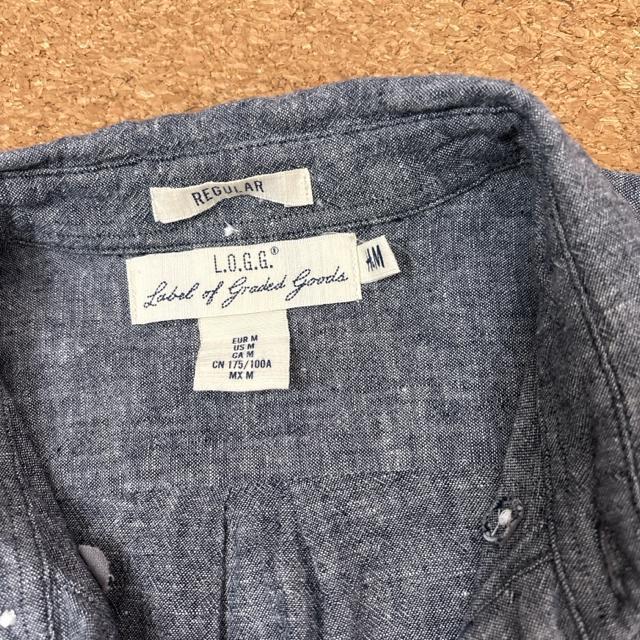 REGULAR
L.O.G.G.®
H&M
Label of Graded Goods
EUR M
US M
CA M
CN 175/100A
MX M